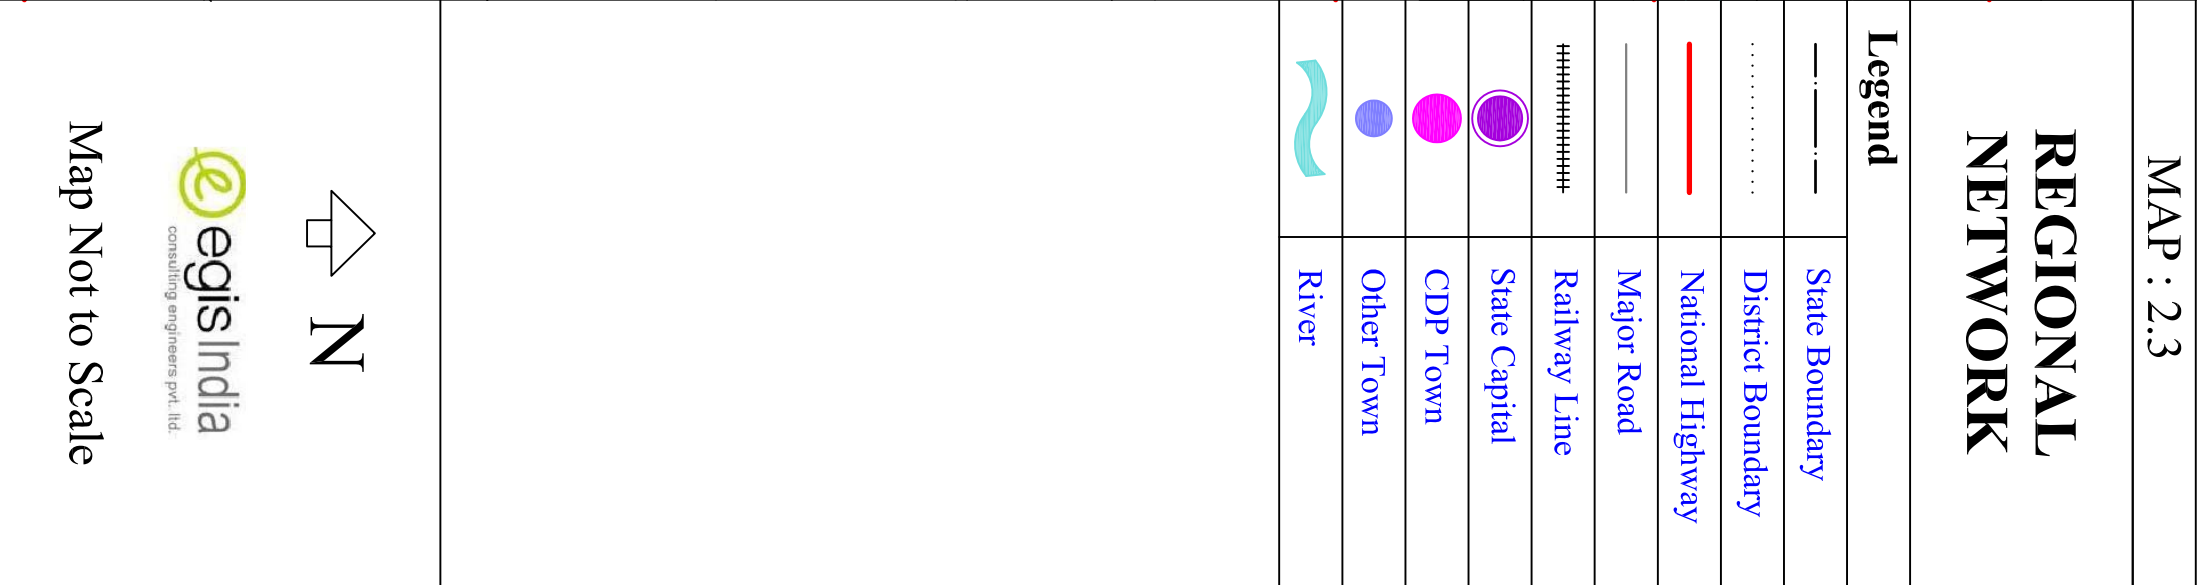 MAP : 2.3
REGIONAL
NETWORK
Legend
State Boundary
District Boundary
National Highway
Major Road
Railway Line
State Capital
CDP Town
Other Town
River
N
egis India
consulting engineers pvt. ltd.
Map Not to Scale